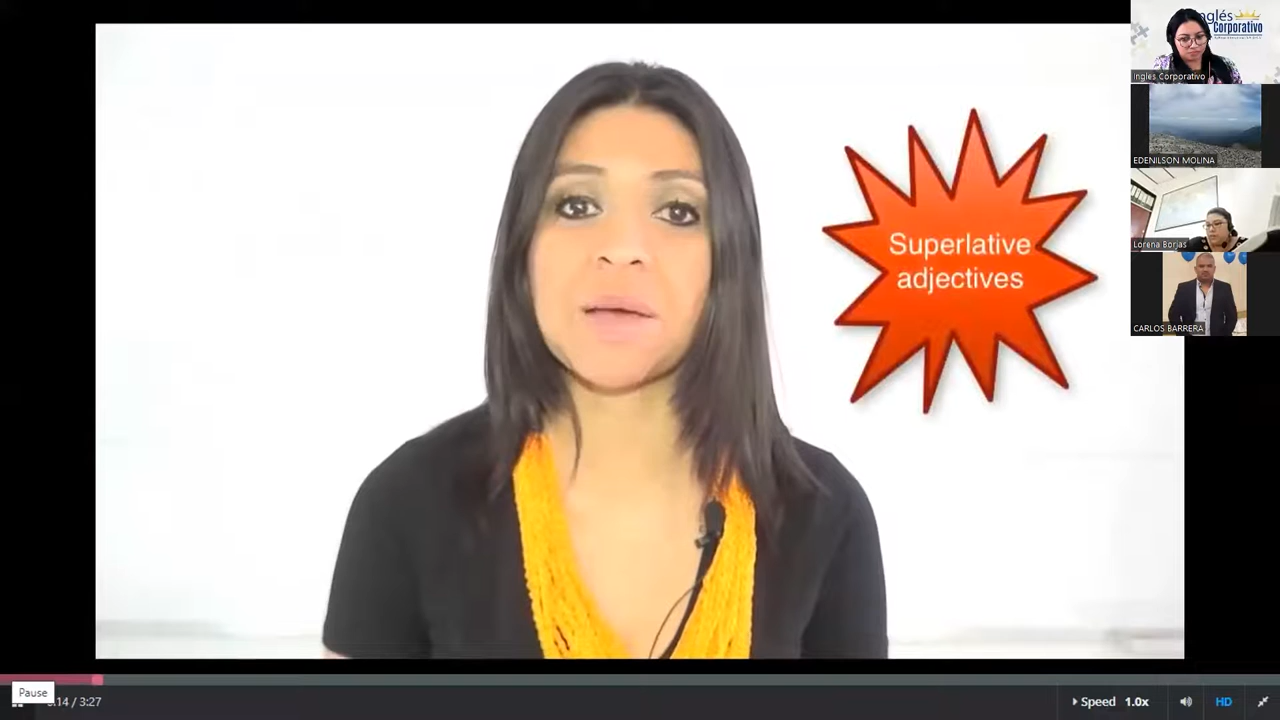 Inglés
Corporativo
Ingles Corporativo
EDENILSON MOLINA
Lorena Borjas
CARLOS BARRERA
Superlative
adjectives
Pause
:14 / 3:27
Speed 1.0x
HD